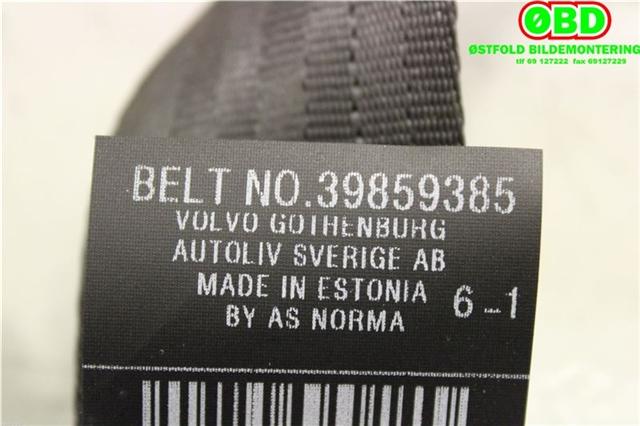 ØBD
ØSTFOLD BILDEMONTERING
tlf 69 127222 fax 69127229
BELT NO.39859385
VOLVO GOTHENBURG
AUTOLIV SVERIGE AB
MADE IN ESTONIA 6-1
BY AS NORMA